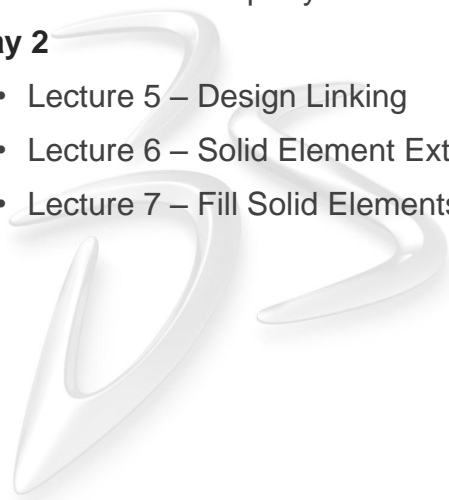 ay 2
• Lecture 5 – Design Linking
• Lecture 6 – Solid Element Ext
• Lecture 7 – Fill Solid Elements